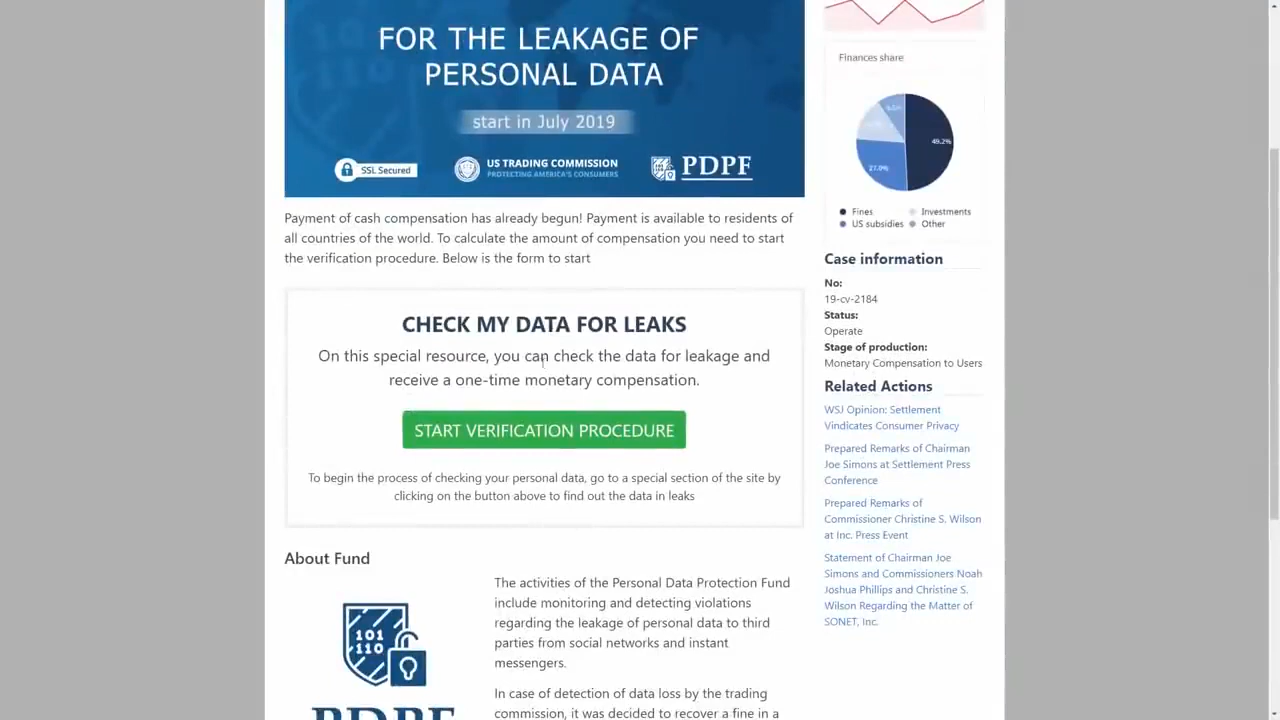 FOR THE LEAKAGE OF
PERSONAL DATA
start in July 2019
SSL Secured
US TRADING COMMISSION
PROTECTING AMERICA'S CONSUMERS
PDPF
Payment of cash compensation has already begun! Payment is available to residents of
all countries of the world. To calculate the amount of compensation you need to start
the verification procedure. Below is the form to start
CHECK MY DATA FOR LEAKS
On this special resource, you can check the data for leakage and
receive a one-time monetary compensation.
START VERIFICATION PROCEDURE
To begin the process of checking your personal data, go to a special section of the site by
clicking on the button above to find out the data in leaks
About Fund
101
110
PDPF
The activities of the Personal Data Protection Fund
include monitoring and detecting violations
regarding the leakage of personal data to third
parties from social networks and instant
messengers.
In case of detection of data loss by the trading
commission, it was decided to recover a fine in a
Finances share
49.2%
27.0%
Fines
Investments
US subsidies
Other
Case information
No:
19-cv-2184
Status:
Operate
Stage of production:
Monetary Compensation to Users
Related Actions
WSJ Opinion: Settlement
Vindicates Consumer Privacy
Prepared Remarks of Chairman
Joe Simons at Settlement Press
Conference
Prepared Remarks of
Commissioner Christine S. Wilson
at Inc. Press Event
Statement of Chairman Joe
Simons and Commissioners Noah
Joshua Phillips and Christine S.
Wilson Regarding the Matter of
SONET, Inc.